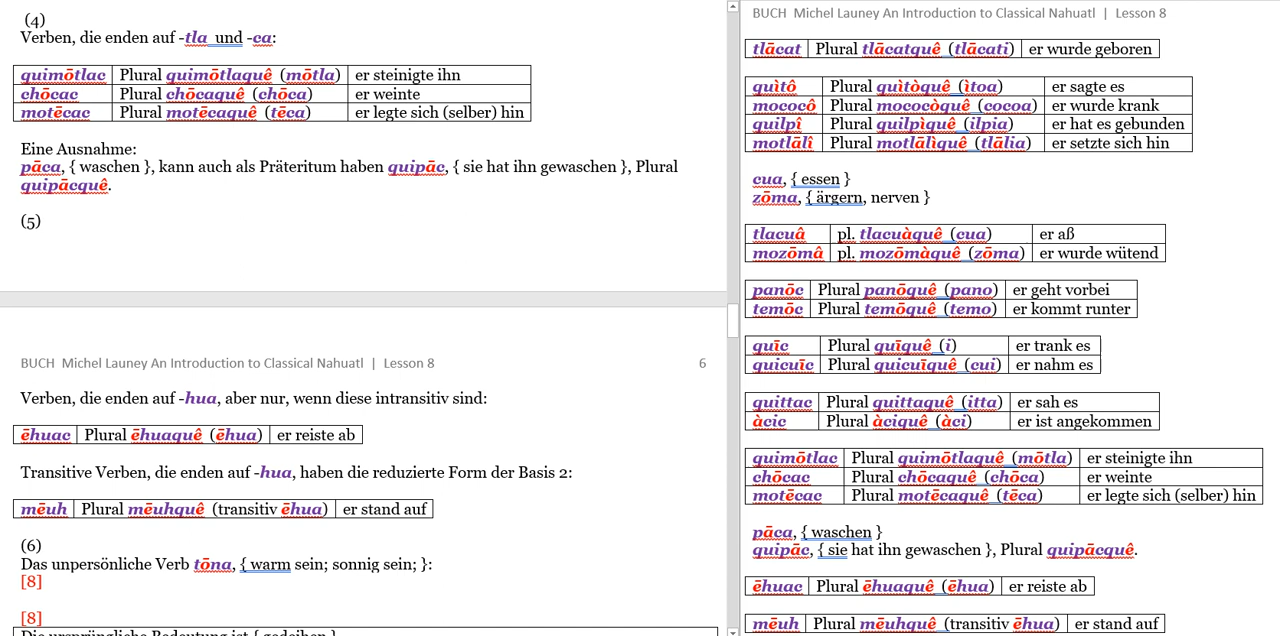 (4)
Verben, die enden auf -tla und -ca:
quimōtlac | Plural quimōtlaquê (mōtla) | er steinigte ihn
chōcac | Plural chōcaquê (chōca) | er weinte
motēcac | Plural motēcaquê (tēca) | er legte sich (selber) hin
Eine Ausnahme:
pāca, { waschen }, kann auch als Präteritum haben quipāc, { sie hat ihn gewaschen }, Plural
quipācquê.
(5)
BUCH Michel Launey An Introduction to Classical Nahuatl | Lesson 8 6
Verben, die enden auf -hua, aber nur, wenn diese intransitiv sind:
ēhuac | Plural ēhuaquê (ēhua) | er reiste ab
Transitive Verben, die enden auf -hua, haben die reduzierte Form der Basis 2:
mēuh | Plural mēuhquê (transitiv ēhua) | er stand auf
(6)
Das unpersönliche Verb tōna, { warm sein; sonnig sein; }:
[8]
[8]
Die ursprüngliche Bedeutung ist { gedeihen }
BUCH Michel Launey An Introduction to Classical Nahuatl | Lesson 8
tlācat | Plural tlācatquê (tlācati) | er wurde geboren
quìtô | Plural quìtòquê (ìtoa) | er sagte es
mococô | Plural mococòquê (cocoa) | er wurde krank
quilpî | Plural quilpìquê (ilpia) | er hat es gebunden
motlālî | Plural motlālìquê (tlālia) | er setzte sich hin
cua, { essen }
zōma, { ärgern, nerven }
tlacuâ | pl. tlacuàquê (cua) | er aß
mozōmâ | pl. mozōmàquê (zōma) | er wurde wütend
panōc | Plural panōquê (pano) | er geht vorbei
temōc | Plural temōquê (temo) | er kommt runter
quīc | Plural quīquê (i) | er trank es
quicuīc | Plural quicuīquê (cui) | er nahm es
quittac | Plural quittaquê (itta) | er sah es
àcic | Plural àciquê (àci) | er ist angekommen
quimōtlac | Plural quimōtlaquê (mōtla) | er steinigte ihn
chōcac | Plural chōcaquê (chōca) | er weinte
motēcac | Plural motēcaquê (tēca) | er legte sich (selber) hin
pāca, { waschen }
quipāc, { sie hat ihn gewaschen }, Plural quipācquê.
ēhuac | Plural ēhuaquê (ēhua) | er reiste ab
mēuh | Plural mēuhquê (transitiv ēhua) | er stand auf